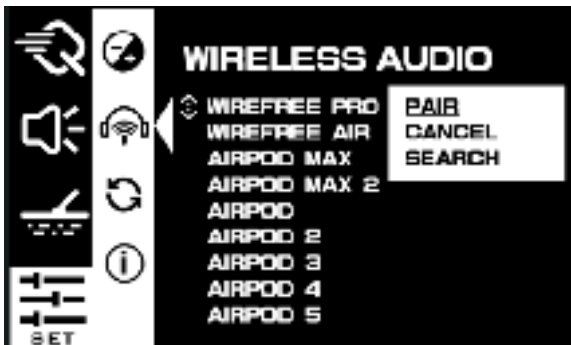 WIRELESS AUDIO
WIREFREE PRO
WIREFREE AIR
AIRPOD MAX
AIRPOD MAX 2
AIRPOD
AIRPOD 2
AIRPOD 3
AIRPOD 4
AIRPOD 5
PAIR
CANCEL
SEARCH
SET